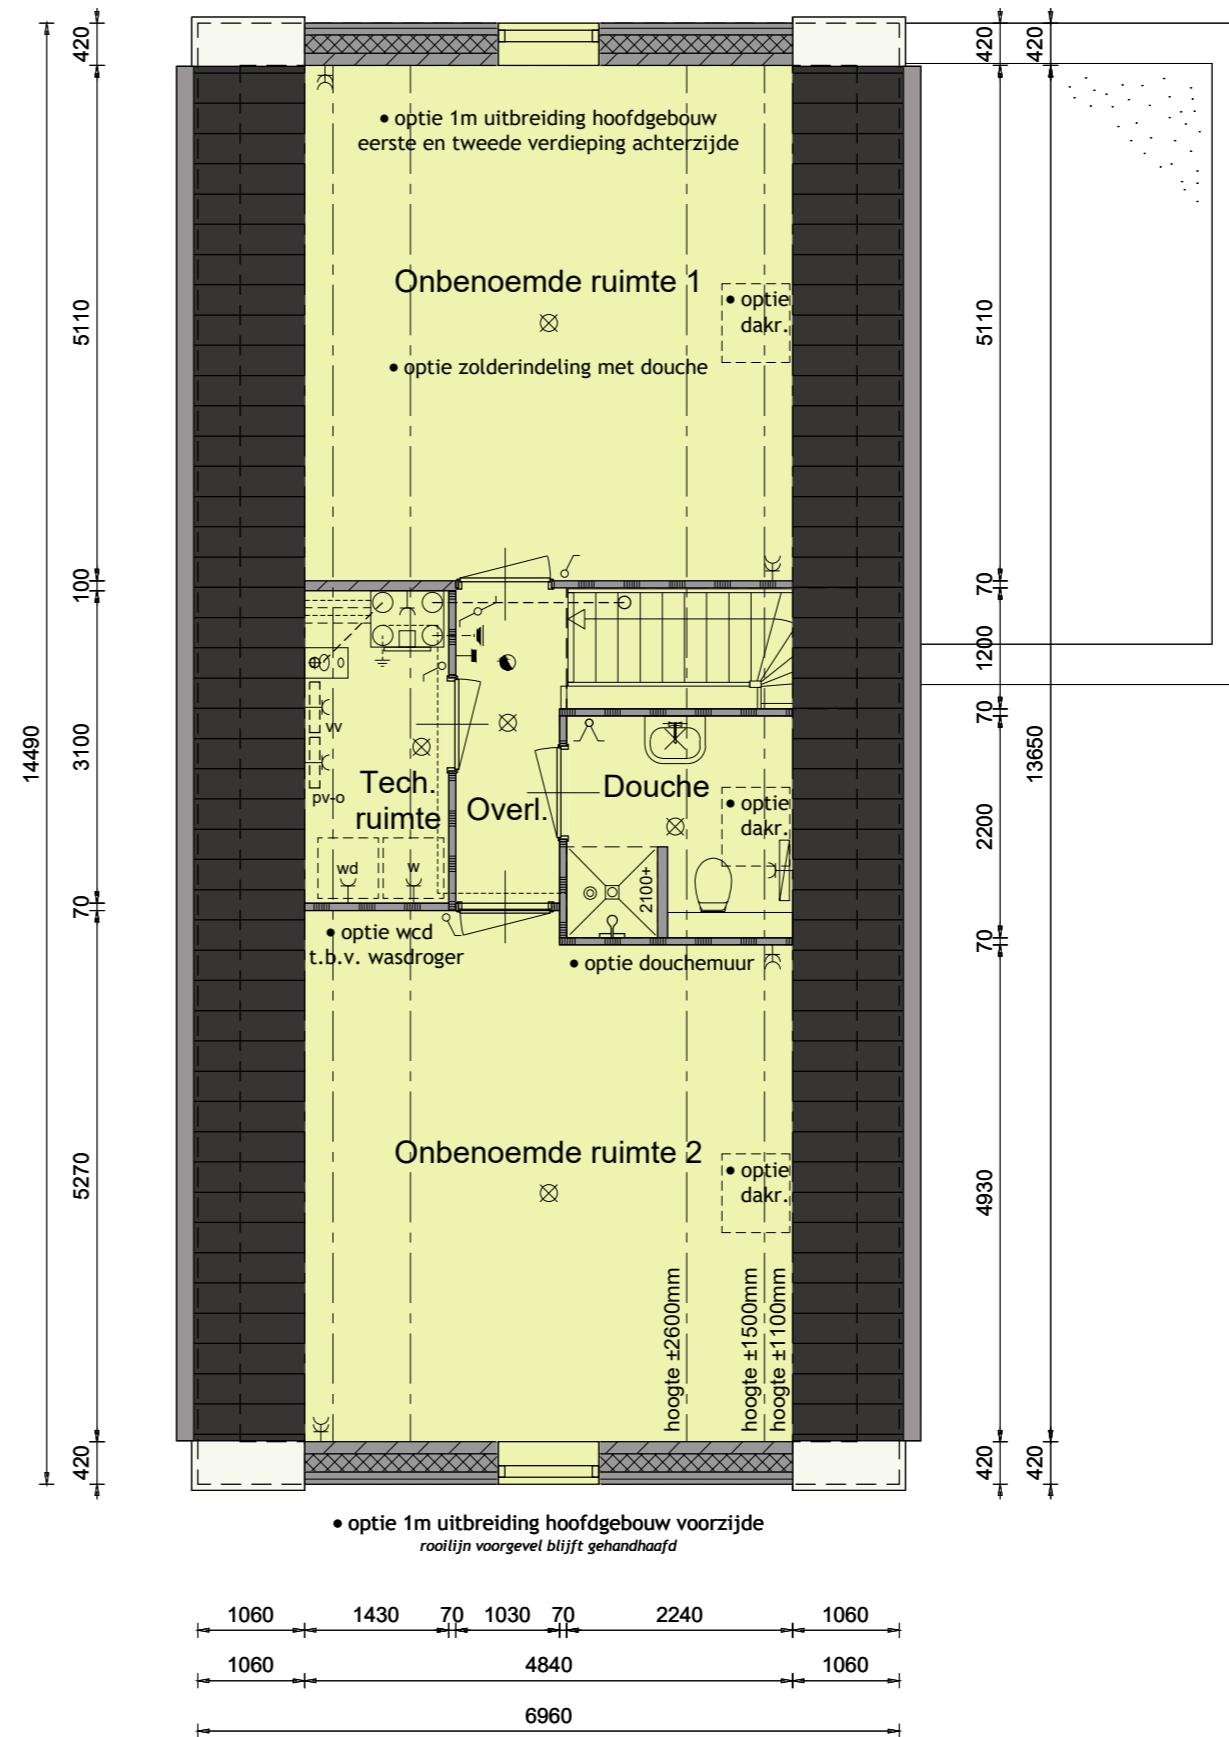 420
420
420
• optie 1m uitbreiding hoofdgebouw
eerste en tweede verdieping achterzijde
Onbenoemde ruimte 1
• optie
dakr.
5110
5110
• optie zolderindeling met douche
100
70
1200
70
vv
pv-o
14490
3100
13650
Tech.
ruimte
Overl.
Douche
• optie
dakr.
2200
wd
w
2100+
70
70
• optie wcd
t.b.v. wasdroger
• optie douchemuur
Onbenoemde ruimte 2
• optie
dakr.
5270
4930
hoogte ±2600mm
hoogte ±1500mm
hoogte ±1100mm
420
420
420
• optie 1m uitbreiding hoofdgebouw voorzijde
rooilijn voorgevel blijft gehandhaafd
1060 1430 70 1030 70 2240 1060
1060 4840 1060
6960